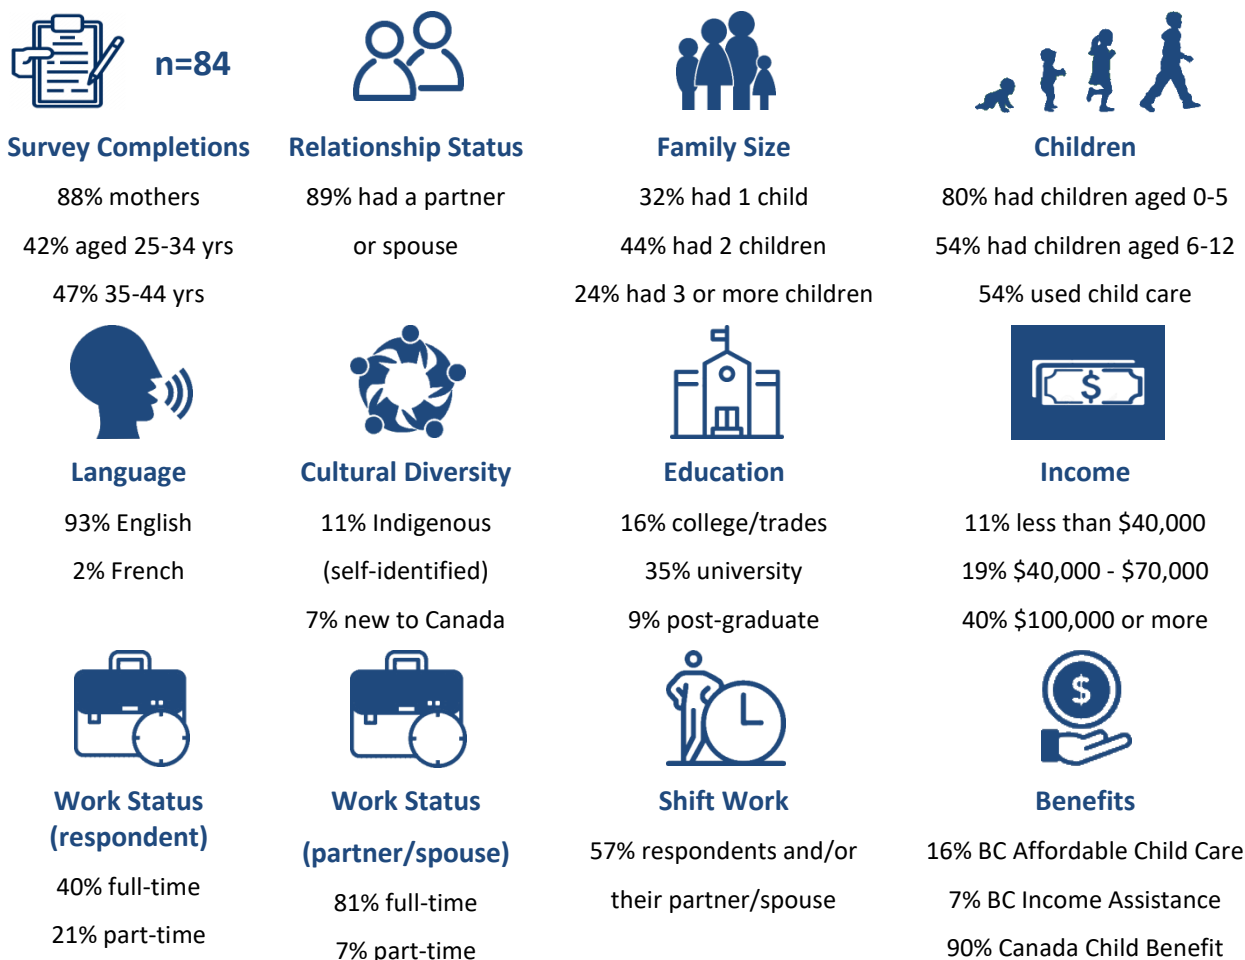 n=84
Survey Completions
88% mothers
42% aged 25-34 yrs
47% 35-44 yrs
Relationship Status
89% had a partner
or spouse
Family Size
32% had 1 child
44% had 2 children
24% had 3 or more children
Children
80% had children aged 0-5
54% had children aged 6-12
54% used child care
Language
93% English
2% French
Cultural Diversity
11% Indigenous
(self-identified)
7% new to Canada
Education
16% college/trades
35% university
9% post-graduate
$
Income
11% less than $40,000
19% $40,000 - $70,000
40% $100,000 or more
Work Status
(respondent)
40% full-time
21% part-time
Work Status
(partner/spouse)
81% full-time
7% part-time
Shift Work
57% respondents and/or
their partner/spouse
$
Benefits
16% BC Affordable Child Care
7% BC Income Assistance
90% Canada Child Benefit